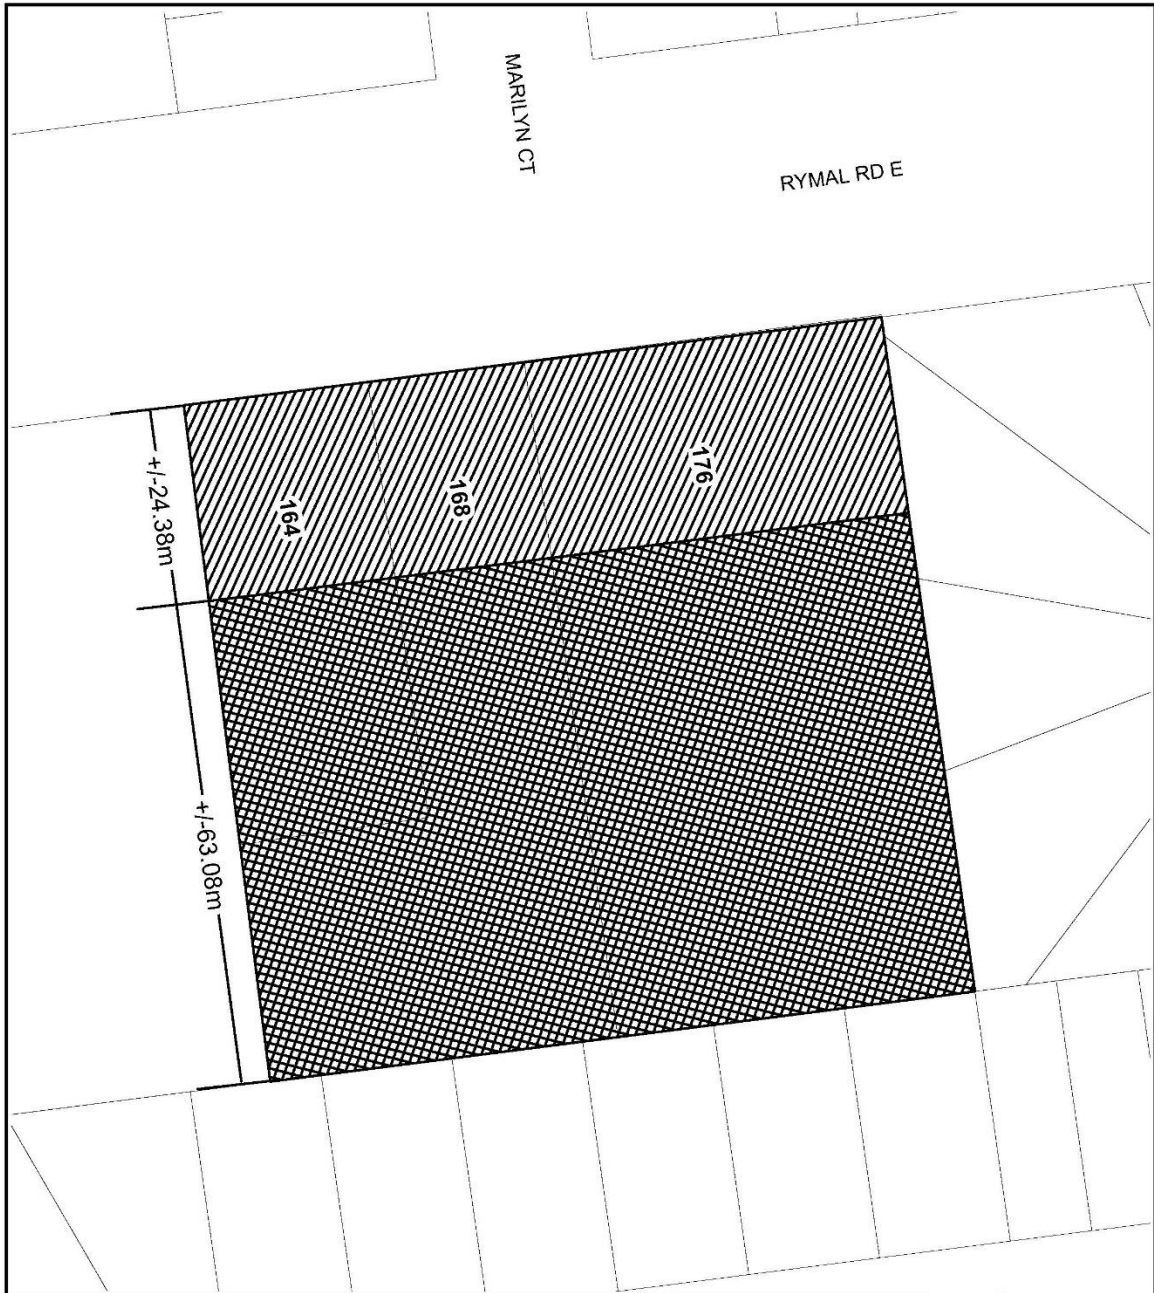 MARILYN CT
RYMAL RD E
176
168
164
+/-24.38m
+/-63.08m